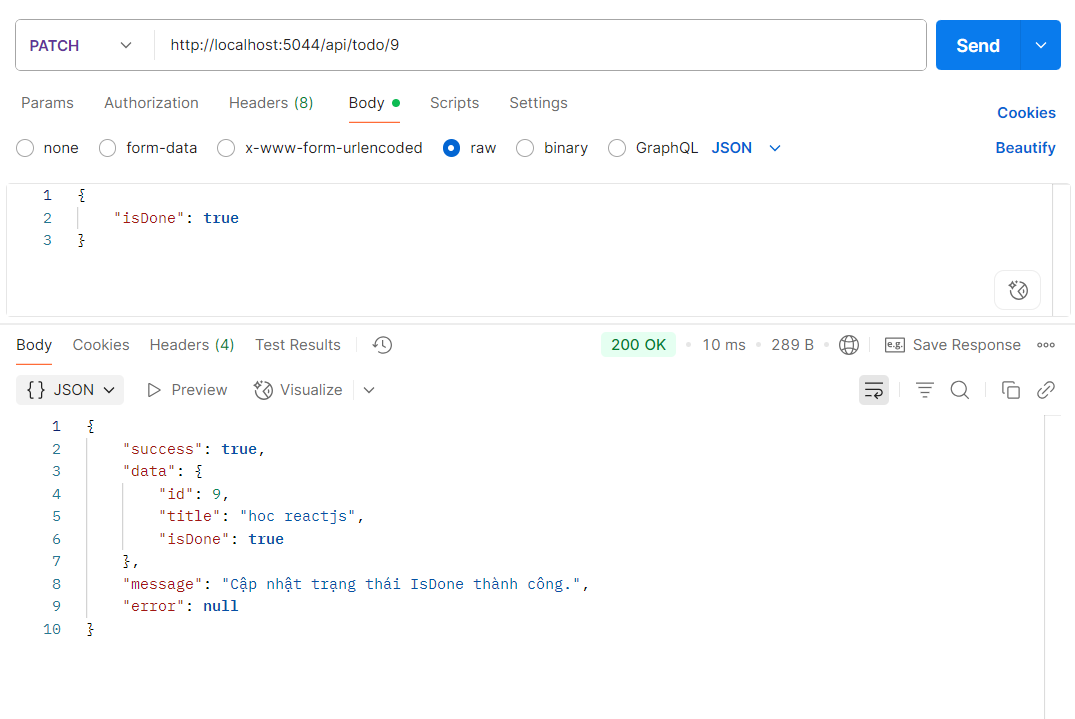 PATCH http://localhost:5044/api/todo/9 Send
Params Authorization Headers (8) Body Scripts Settings Cookies
none form-data x-www-form-urlencoded raw binary GraphQL JSON Beautify
1 {
2 "isDone": true
3 }
Body Cookies Headers (4) Test Results 200 OK • 10 ms • 289 B • e.g. Save Response
{} JSON Preview Visualize
1 {
2 "success": true,
3 "data": {
4 "id": 9,
5 "title": "hoc reactjs",
6 "isDone": true
7 },
8 "message": "Cập nhật trạng thái IsDone thành công.",
9 "error": null
10 }